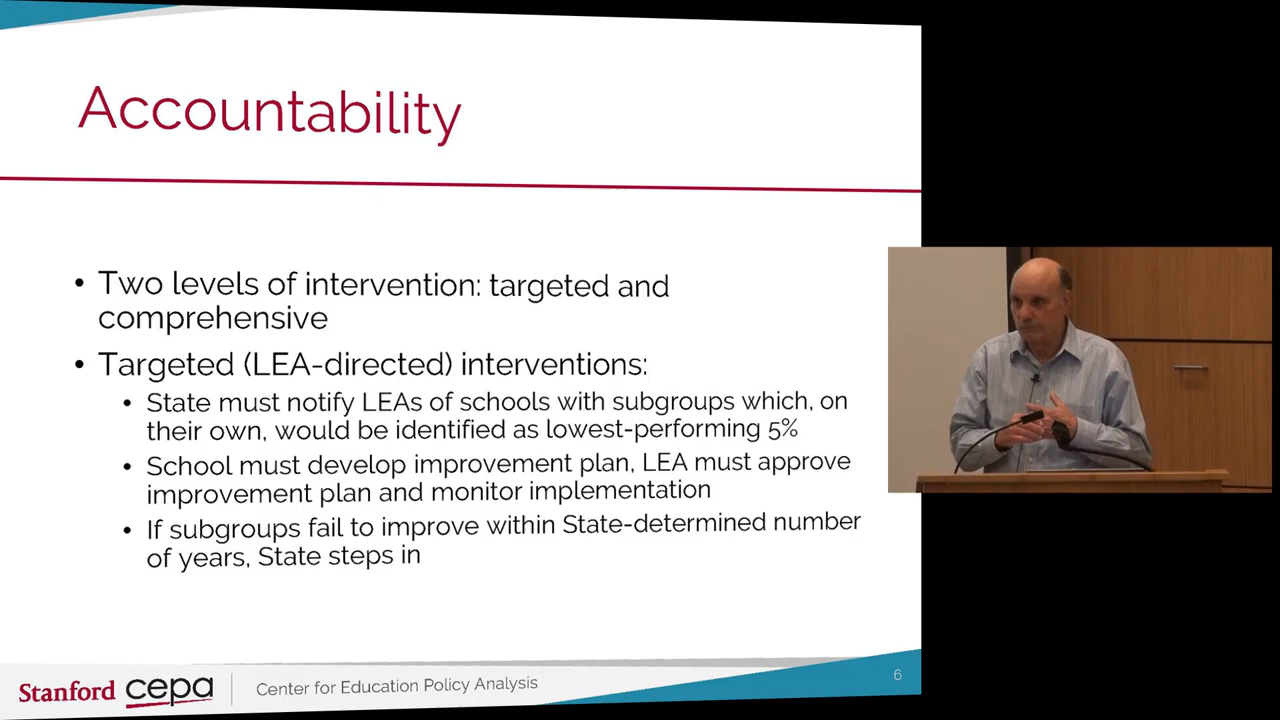 Accountability
• Two levels of intervention: targeted and
comprehensive
• Targeted (LEA-directed) interventions:
• State must notify LEAs of schools with subgroups which, on
their own, would be identified as lowest-performing 5%
• School must develop improvement plan, LEA must approve
improvement plan and monitor implementation
• If subgroups fail to improve within State-determined number
of years, State steps in
Stanford cepa Center for Education Policy Analysis
6